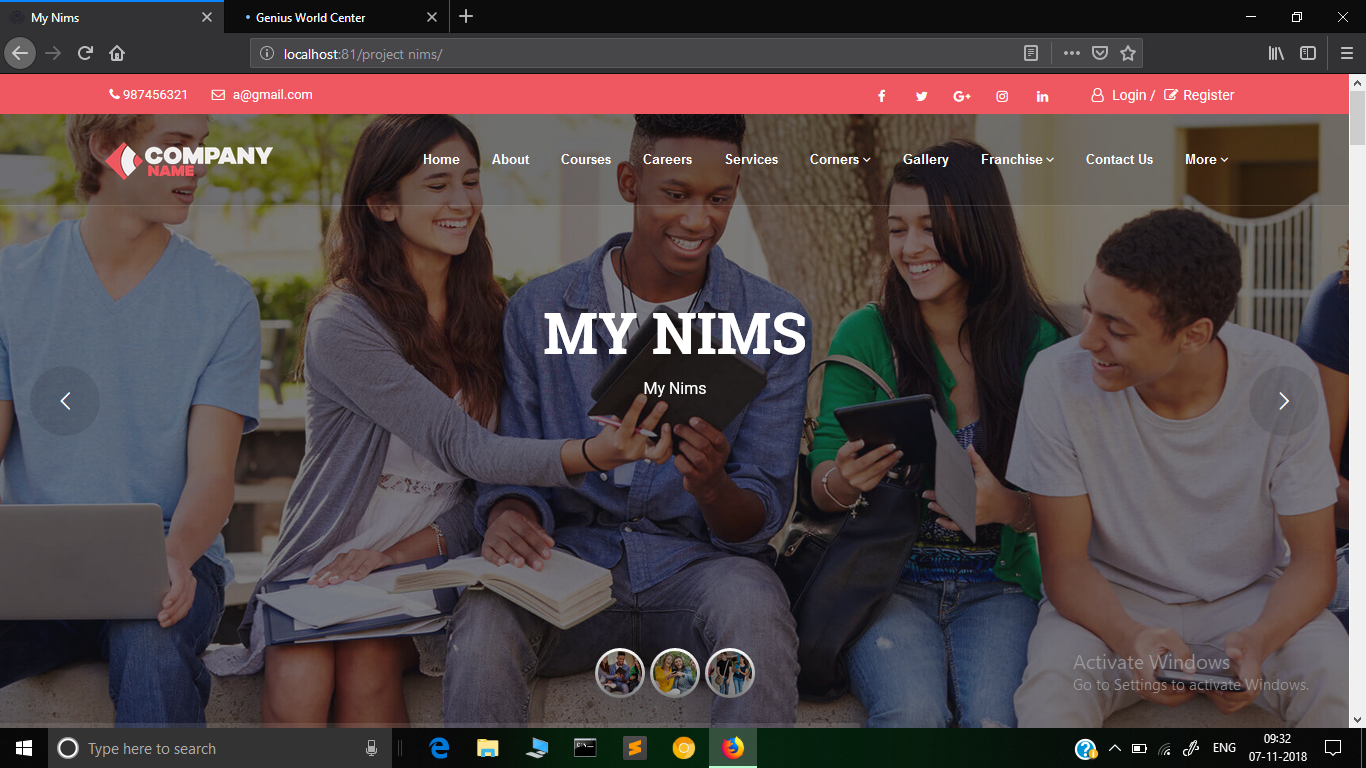 My Nims
Genius World Center
localhost:81/project nims/
987456321 a@gmail.com
Login / Register
COMPANY
NAME
Home About Courses Careers Services Corners Gallery Franchise Contact Us More
MY NIMS
My Nims
Activate Windows
Go to Settings to activate Windows.
Type here to search
ENG
09:32
07-11-2018